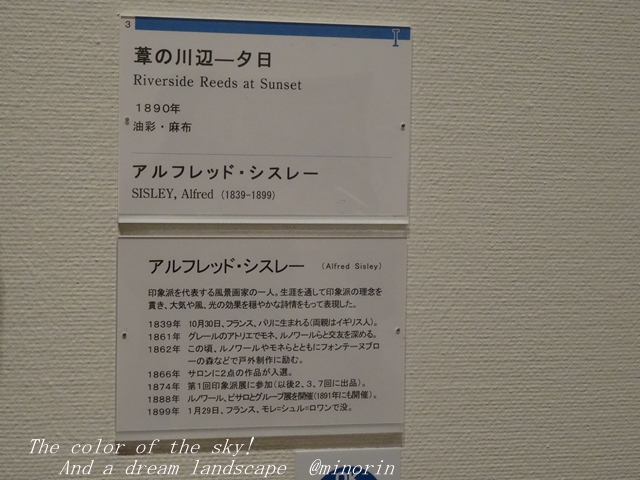 3
I
葦の川辺―夕日
Riverside Reeds at Sunset
1890年
油彩・麻布
アルフレッド・シスレー
SISLEY, Alfred (1839-1899)
アルフレッド・シスレー (Alfred Sisley)
印象派を代表する風景画家の一人。生涯を通して印象派の理念を
貫き、大気や風、光の効果を穏やかな詩情をもって表現した。
1839年 10月30日、フランス、パリに生まれる(両親はイギリス人)。
1861年 グレールのアトリエでモネ、ルノワールらと交友を深める。
1862年 この頃、ルノワールやモネらとともにフォンテーヌブロ
ーの森などで戸外制作に励む。
1866年 サロンに2点の作品が入選。
1874年 第1回印象派展に参加(以後2、3、7回に出品)。
1888年 ルノワール、ピサロとグループ展を開催(1891年にも開催)。
1899年 1月29日、フランス、モレ=シュル=ロワンで没。
The color of the sky!
And a dream landscape @minorin